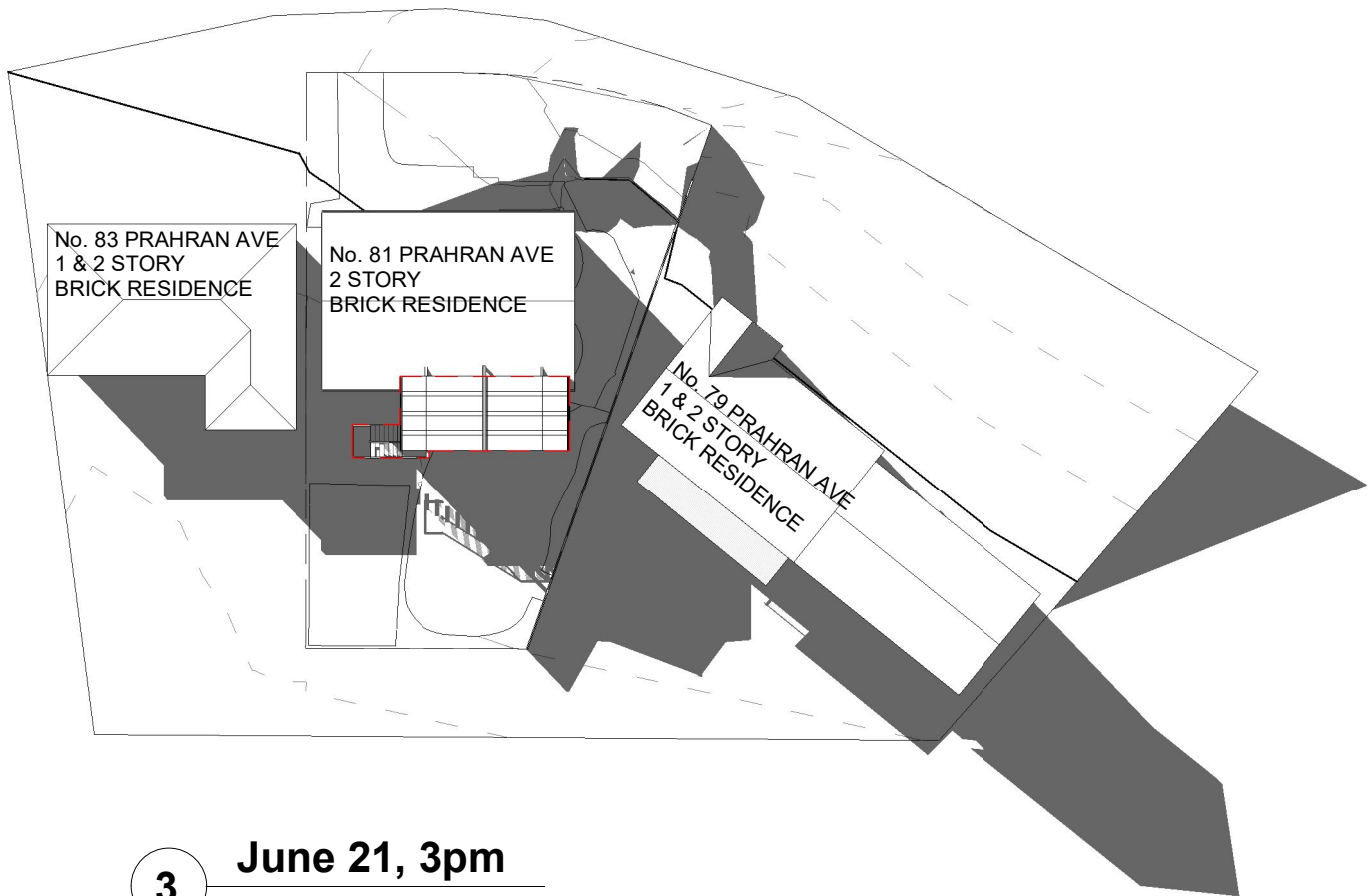 No. 83 PRAHRAN AVE
1 & 2 STORY
BRICK RESIDENCE
No. 81 PRAHRAN AVE
2 STORY
BRICK RESIDENCE
No. 79 PRAHRAN AVE
1 & 2 STORY
BRICK RESIDENCE
June 21, 3pm
3